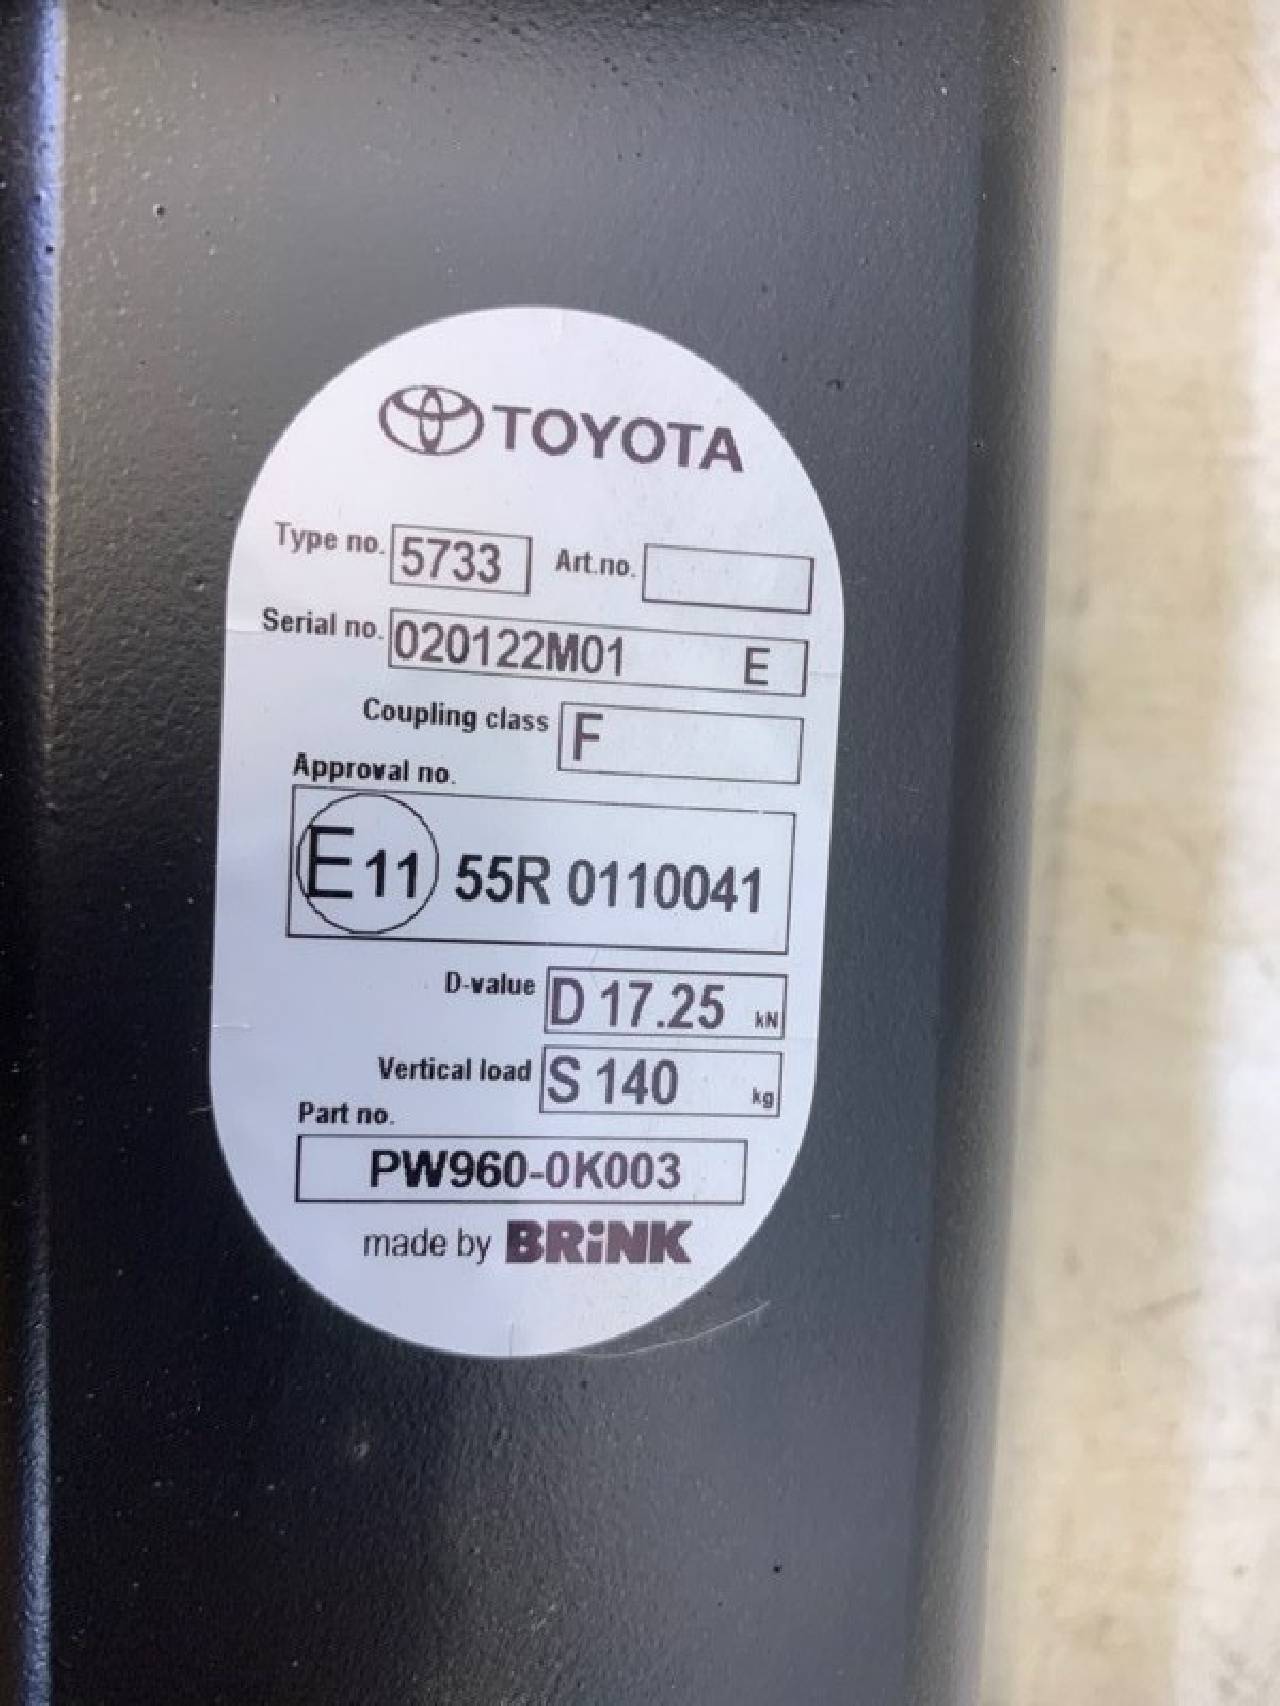 TOYOTA
Type no. 5733 Art.no.
Serial no. 020122M01 E
Coupling class F
Approval no.
E11 55R 0110041
D-value D 17.25 kN
Vertical load S 140 kg
Part no.
PW960-0K003
made by BRiNK